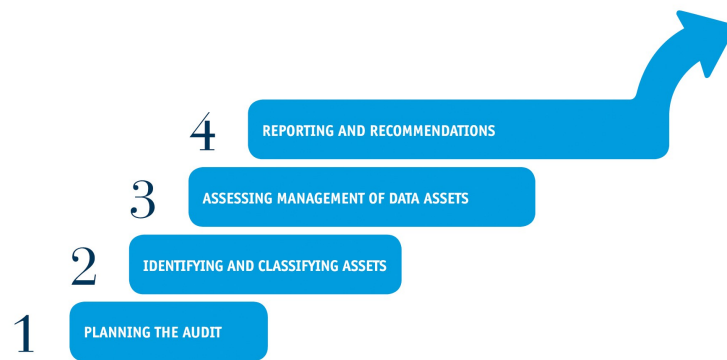 4 REPORTING AND RECOMMENDATIONS
3 ASSESSING MANAGEMENT OF DATA ASSETS
2 IDENTIFYING AND CLASSIFYING ASSETS
1 PLANNING THE AUDIT